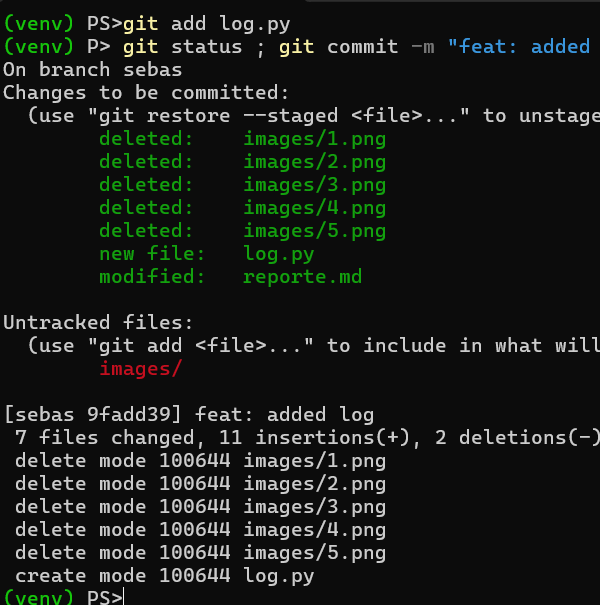 (venv) PS>git add log.py
(venv) P> git status ; git commit -m "feat: added
On branch sebas
Changes to be committed:
  (use "git restore --staged <file>..." to unstage
        deleted:    images/1.png
        deleted:    images/2.png
        deleted:    images/3.png
        deleted:    images/4.png
        deleted:    images/5.png
        new file:   log.py
        modified:   reporte.md

Untracked files:
  (use "git add <file>..." to include in what will
        images/

[sebas 9fadd39] feat: added log
 7 files changed, 11 insertions(+), 2 deletions(-)
 delete mode 100644 images/1.png
 delete mode 100644 images/2.png
 delete mode 100644 images/3.png
 delete mode 100644 images/4.png
 delete mode 100644 images/5.png
 create mode 100644 log.py
(venv) PS>